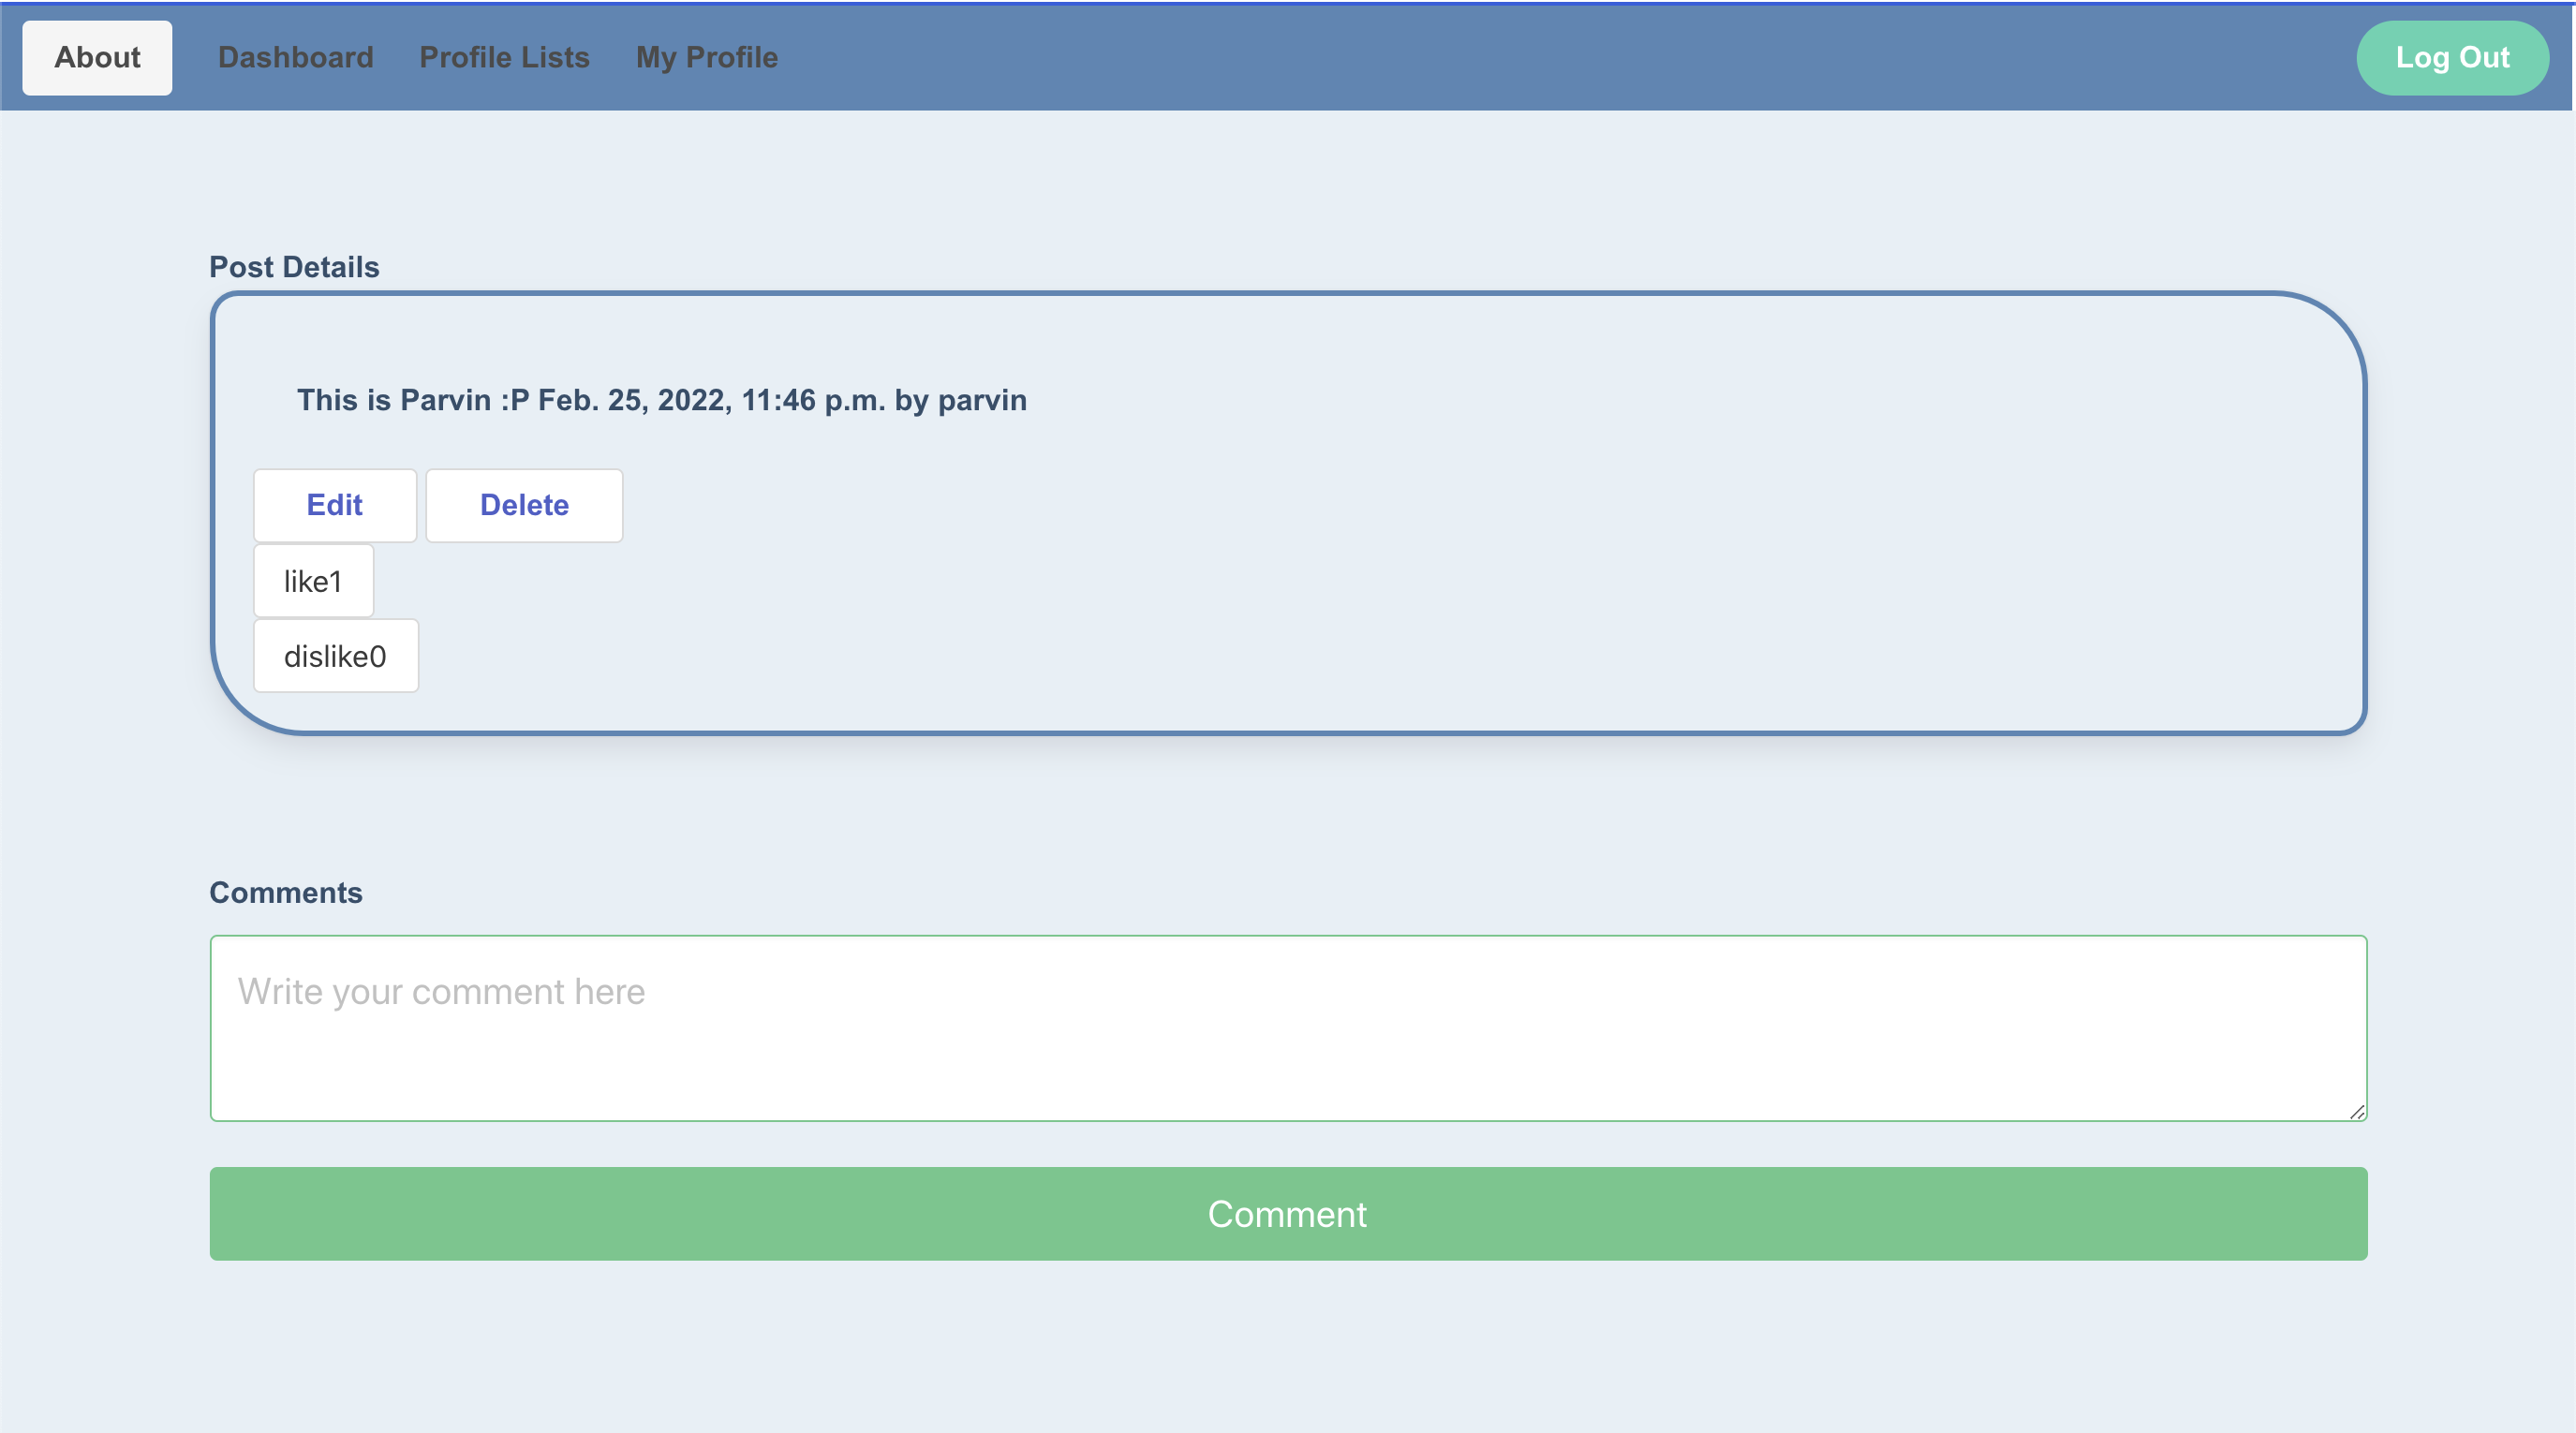 About Dashboard Profile Lists My Profile Log Out
Post Details
This is Parvin :P Feb. 25, 2022, 11:46 p.m. by parvin
Edit Delete
like1
dislike0
Comments
Write your comment here
Comment